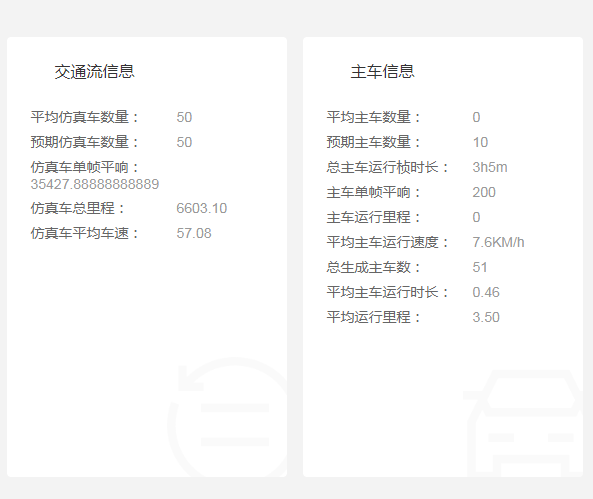 交通流信息
平均仿真车数量： 50
预期仿真车数量： 50
仿真车单帧平响：
35427.88888888889
仿真车总里程： 6603.10
仿真车平均车速： 57.08
主车信息
平均主车数量： 0
预期主车数量： 10
总主车运行桢时长： 3h5m
主车单帧平响： 200
主车运行里程： 0
平均主车运行速度： 7.6KM/h
总生成主车数： 51
平均主车运行时长： 0.46
平均运行里程： 3.50